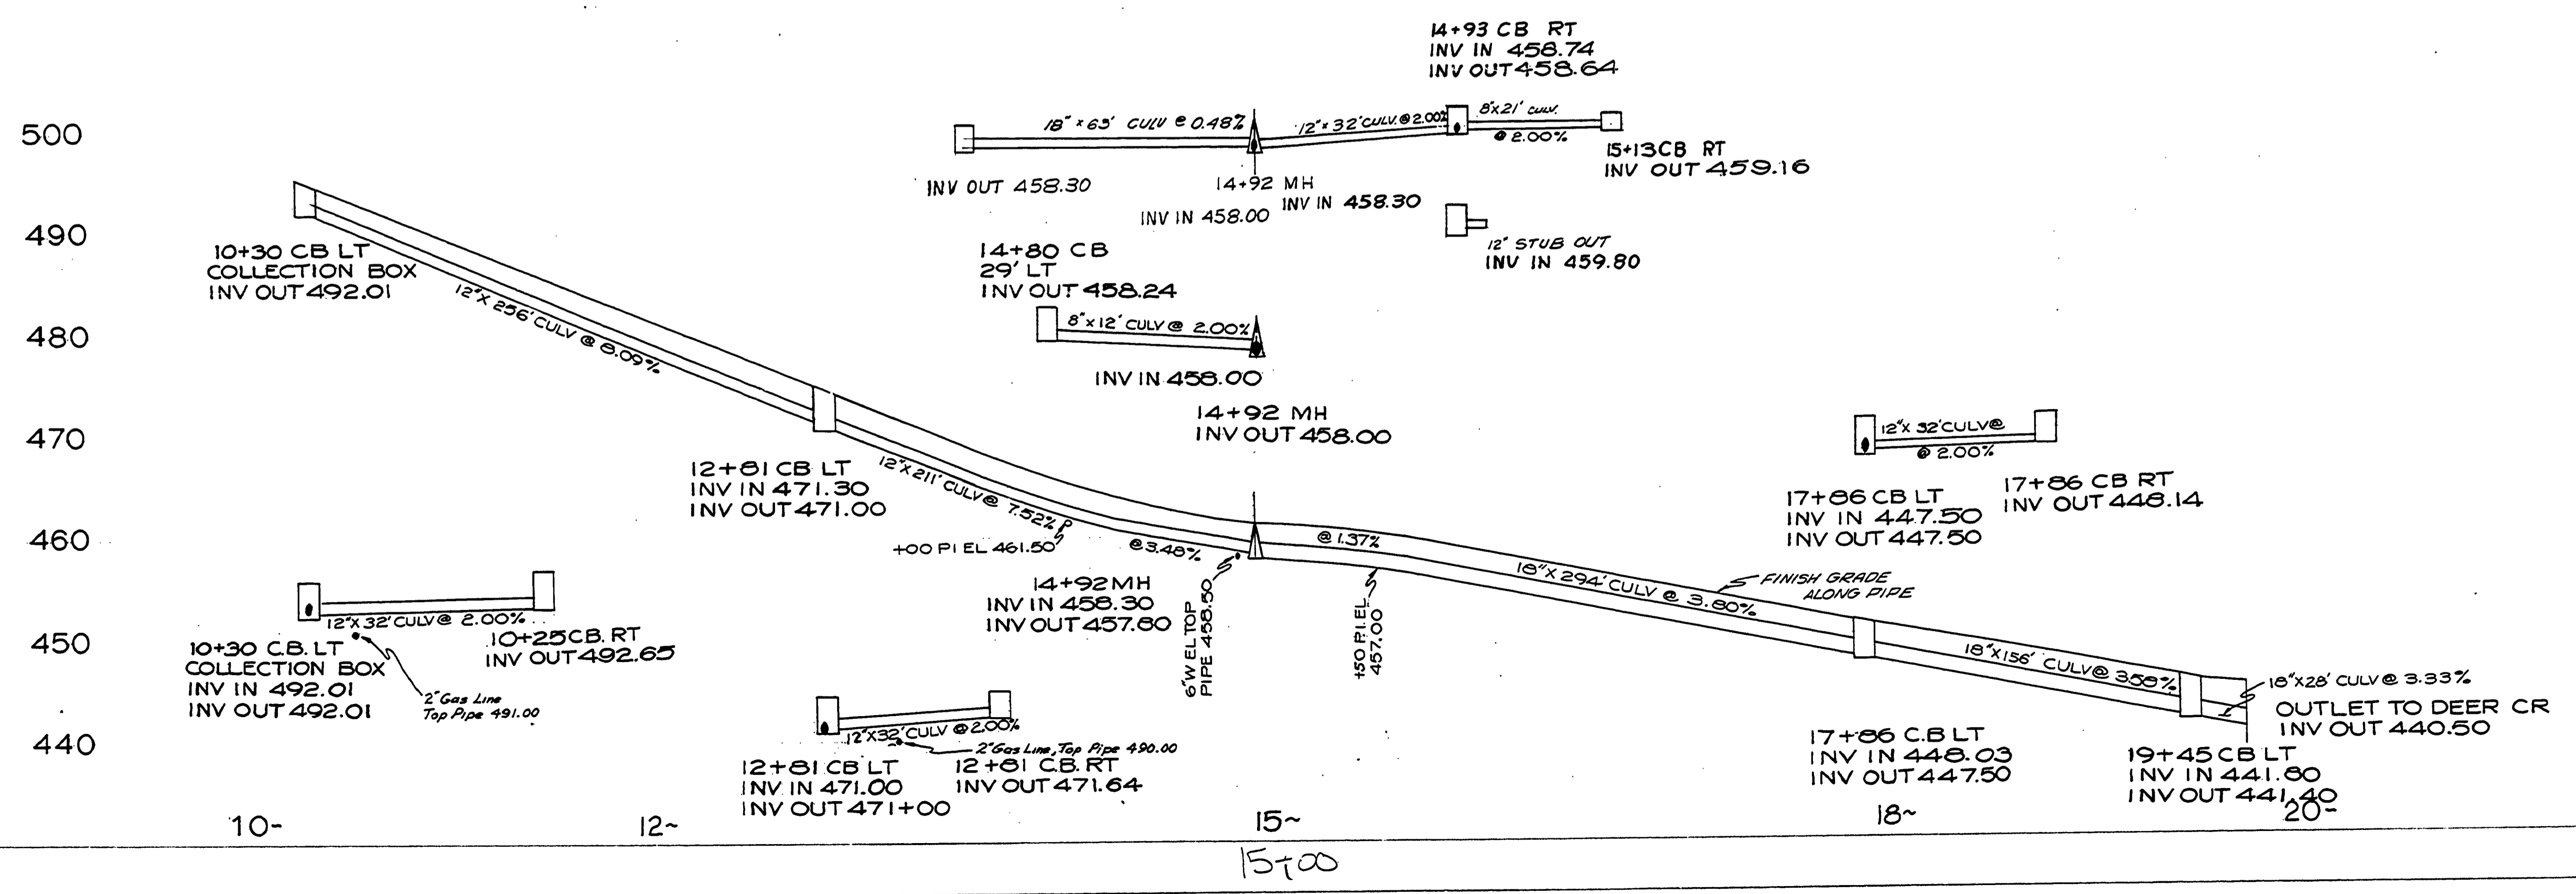 500
490
480
470
460
450
440
14+93 CB RT
INV IN 458.74
INV OUT 458.64
18" x 63' CULV @ 0.48%
12" x 32' CULV. @ 2.00%
8"X21' CULV.
@ 2.00%
15+13 CB RT
INV OUT 459.16
INV OUT 458.30
14+92 MH
INV IN 458.30
INV IN 458.00
12" STUB OUT
INV IN 459.80
10+30 CB LT
COLLECTION BOX
INV OUT 492.01
12"X 256' CULV @ 8.09%
14+80 CB
29' LT
INV OUT 458.24
8"x12' CULV @ 2.00%
INV IN 458.00
14+92 MH
INV OUT 458.00
12+81 CB LT
INV IN 471.30
INV OUT 471.00
12"X211' CULV @ 7.52%
+00 PI EL 461.50
@3.48%
14+92 MH
INV IN 458.30
INV OUT 457.80
6" W EL TOP
PIPE 458.50
@ 1.37%
+50 P.I. EL
457.00
18" X 294' CULV @ 3.80%
FINISH GRADE
ALONG PIPE
12"X 32' CULV @
@ 2.00%
17+86 CB LT
INV IN 447.50
INV OUT 447.50
17+86 CB RT
INV OUT 448.14
12"X 32' CULV @ 2.00%
10+30 C.B. LT
COLLECTION BOX
INV IN 492.01
INV OUT 492.01
10+25 CB. RT
INV OUT 492.65
2" Gas Line
Top Pipe 491.00
12"X32' CULV @ 2.00%
2" Gas Line, Top Pipe 490.00
12+81 CB LT
INV IN 471.00
INV OUT 471+00
12+81 C.B. RT
INV OUT 471.64
18"X156' CULV @ 3.58%
18"X28' CULV @ 3.33%
OUTLET TO DEER CR
INV OUT 440.50
17+86 C.B LT
INV IN 448.03
INV OUT 447.50
19+45 CB LT
INV IN 441.80
INV OUT 441.40
10-
12~
15~
18~
20-
15+00